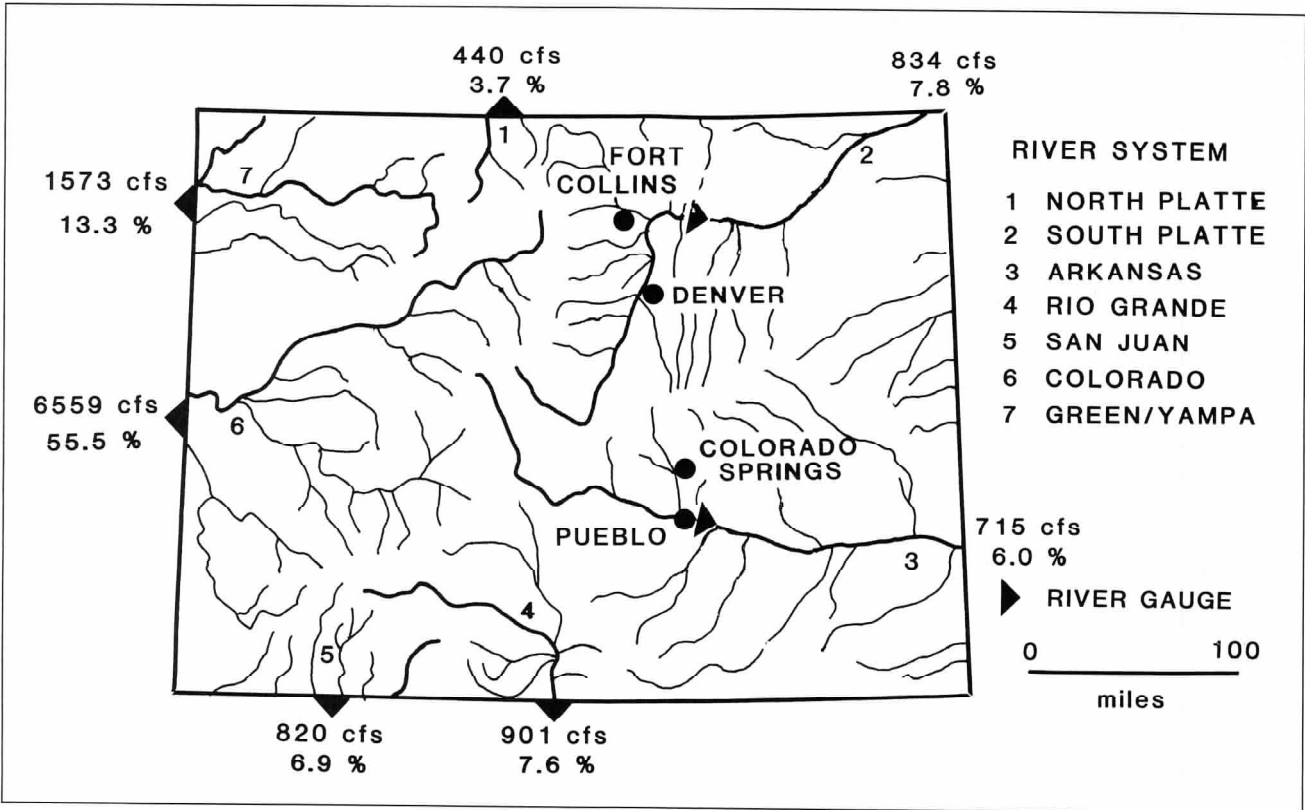 440 cfs
3.7 %
834 cfs
7.8 %
1
2
FORT
COLLINS
7
1573 cfs
13.3 %
DENVER
6559 cfs
55.5 %
6
COLORADO
SPRINGS
PUEBLO
3
715 cfs
6.0 %
4
5
820 cfs
6.9 %
901 cfs
7.6 %
RIVER SYSTEM
1 NORTH PLATTE
2 SOUTH PLATTE
3 ARKANSAS
4 RIO GRANDE
5 SAN JUAN
6 COLORADO
7 GREEN/YAMPA
RIVER GAUGE
0 100
miles